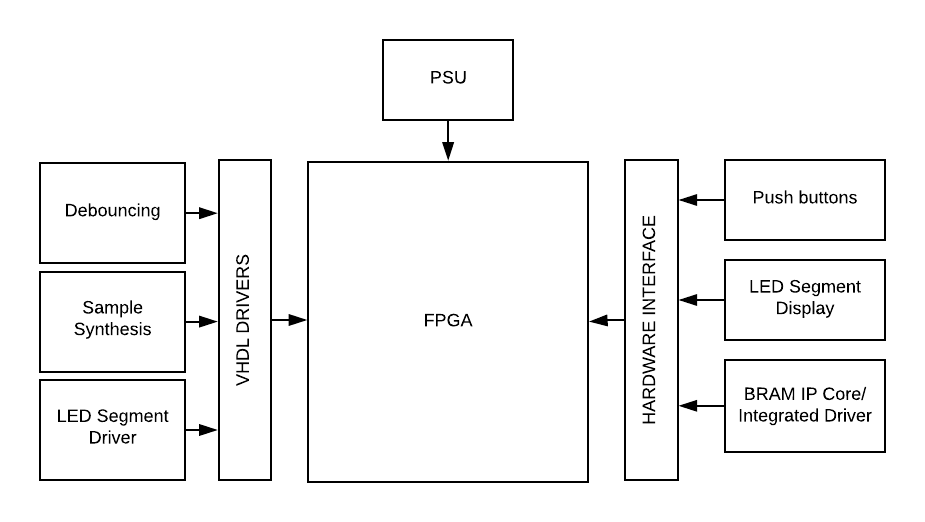 PSU
Debouncing
Sample
Synthesis
LED Segment
Driver
VHDL DRIVERS
FPGA
HARDWARE INTERFACE
Push buttons
LED Segment
Display
BRAM IP Core/
Integrated Driver